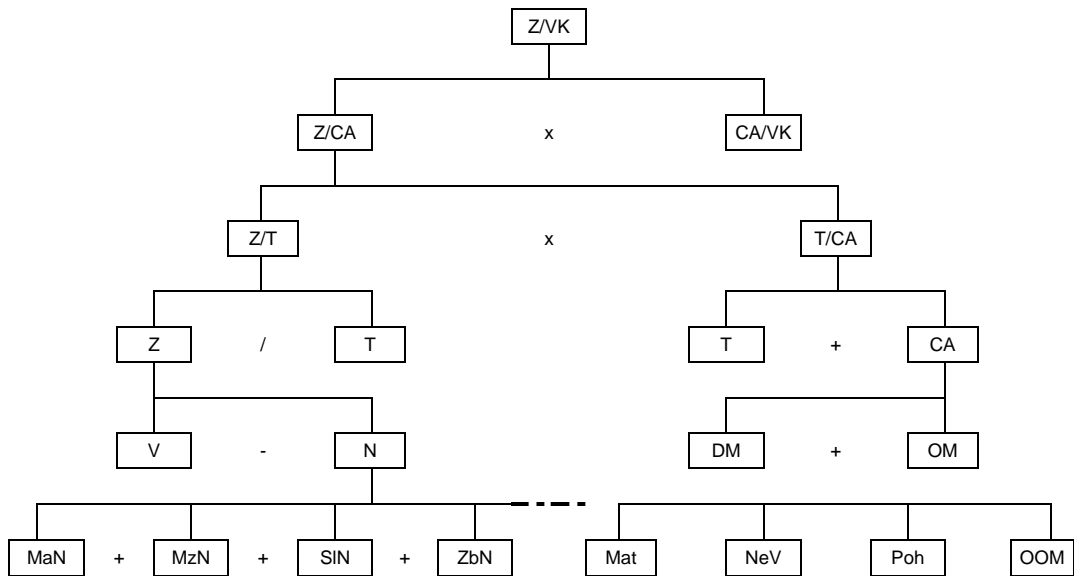 Z/VK
Z/CA x CA/VK
Z/T x T/CA
Z / T T + CA
V - N DM + OM
MaN + MzN + SlN + ZbN Mat NeV Poh OOM